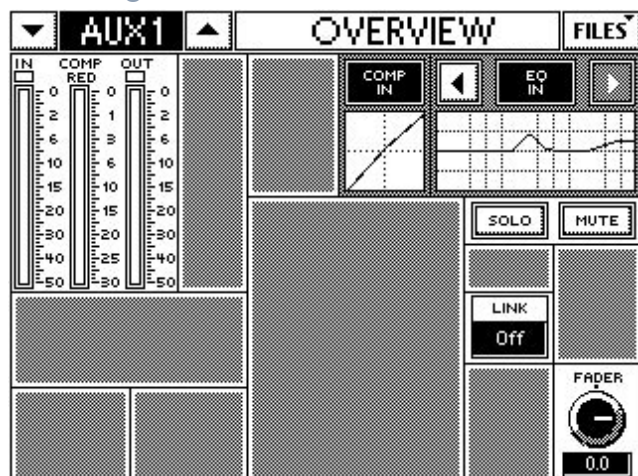 AUX1 OVERVIEW FILES
IN COMP RED OUT
COMP IN
EQ IN
0 0 0
2 1 2
6 3 6
10 6 10
15 10 15
20 15 20
30 20 30
40 25 40
50 30 50
SOLO MUTE
LINK
Off
FADER
0.0